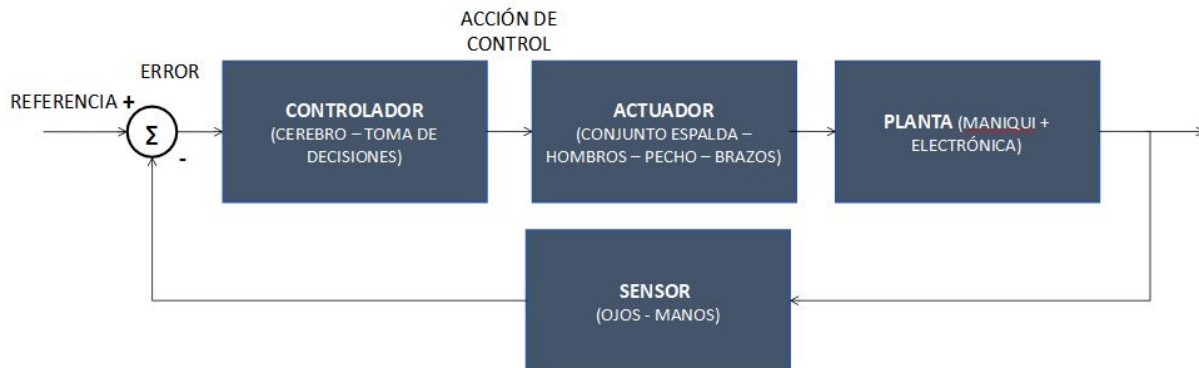 ACCIÓN DE
CONTROL
ERROR
REFERENCIA +
Σ
-
CONTROLADOR
(CEREBRO – TOMA DE
DECISIONES)
ACTUADOR
(CONJUNTO ESPALDA –
HOMBROS – PECHO – BRAZOS)
PLANTA (MANIQUI +
ELECTRÓNICA)
SENSOR
(OJOS - MANOS)